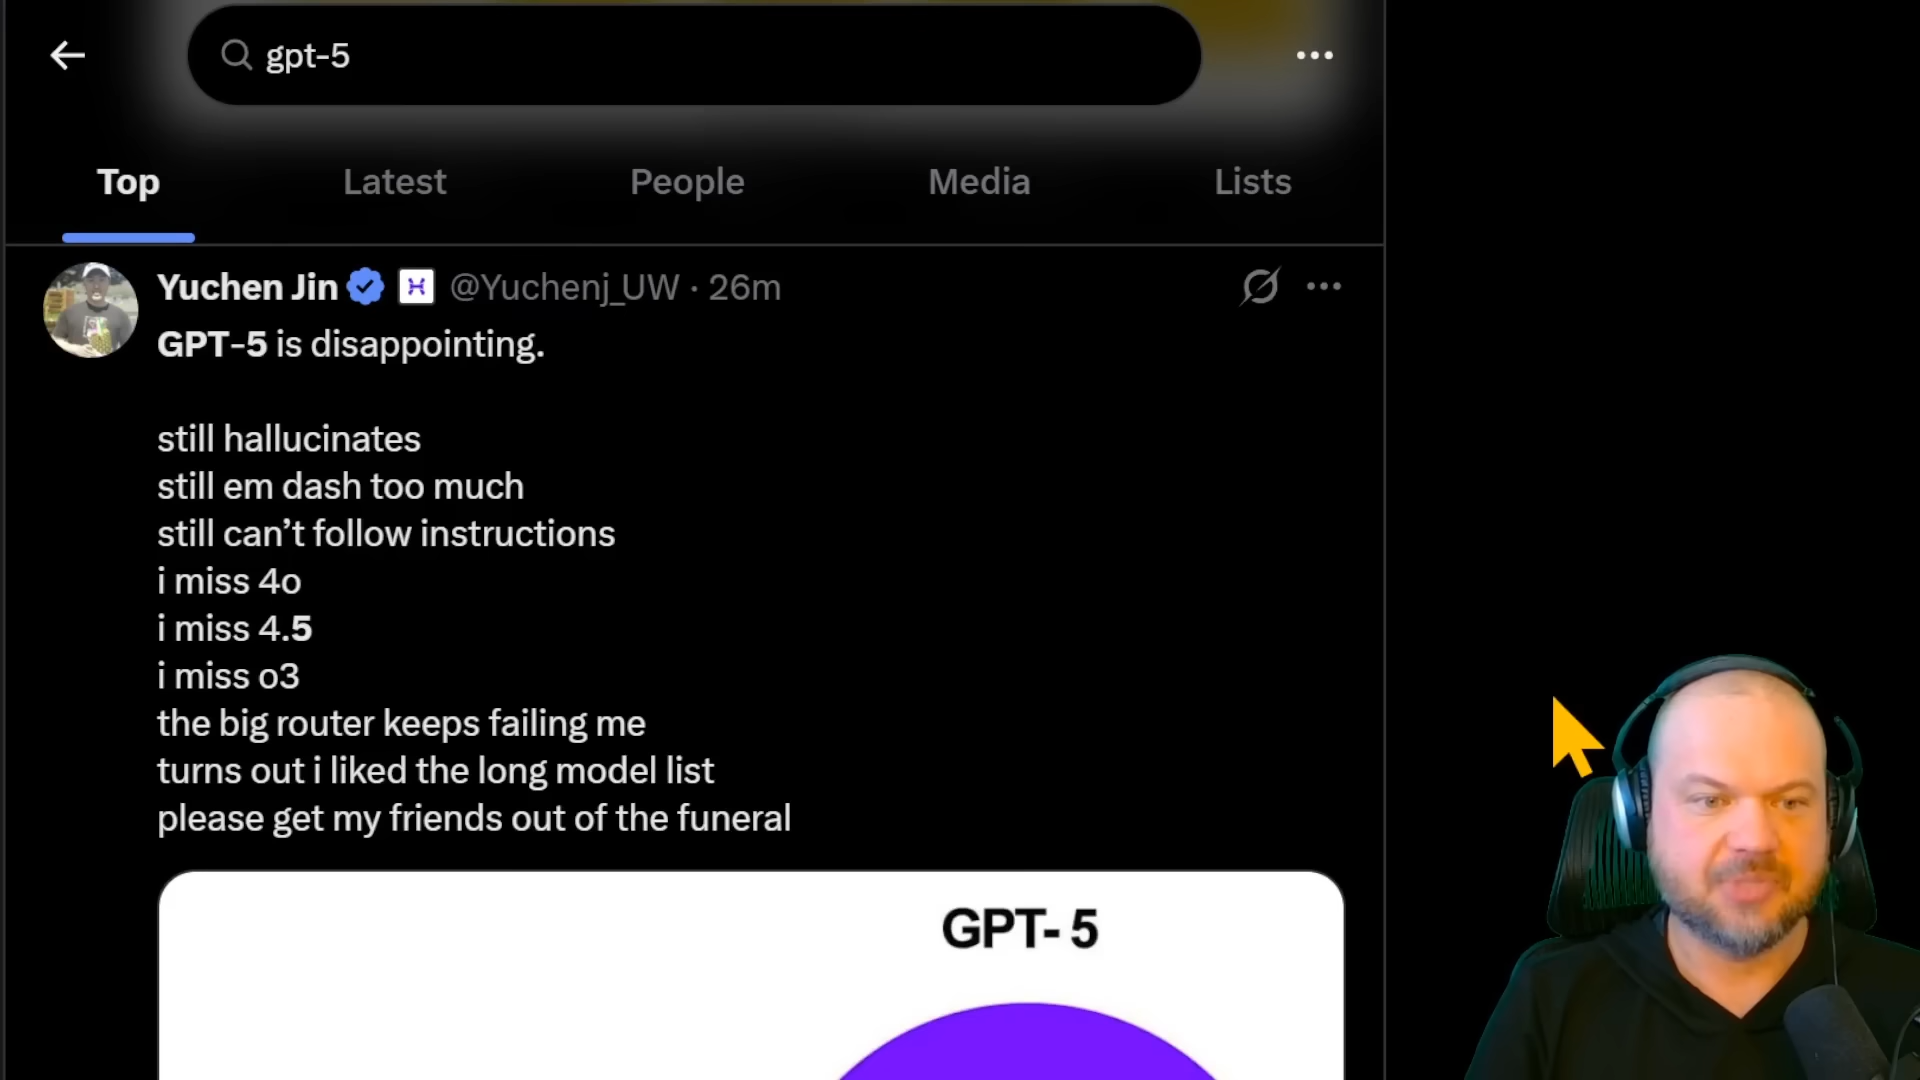 gpt-5
Top Latest People Media Lists
Yuchen Jin @Yuchenj_UW · 26m
GPT-5 is disappointing.
still hallucinates
still em dash too much
still can’t follow instructions
i miss 4o
i miss 4.5
i miss o3
the big router keeps failing me
turns out i liked the long model list
please get my friends out of the funeral
GPT- 5